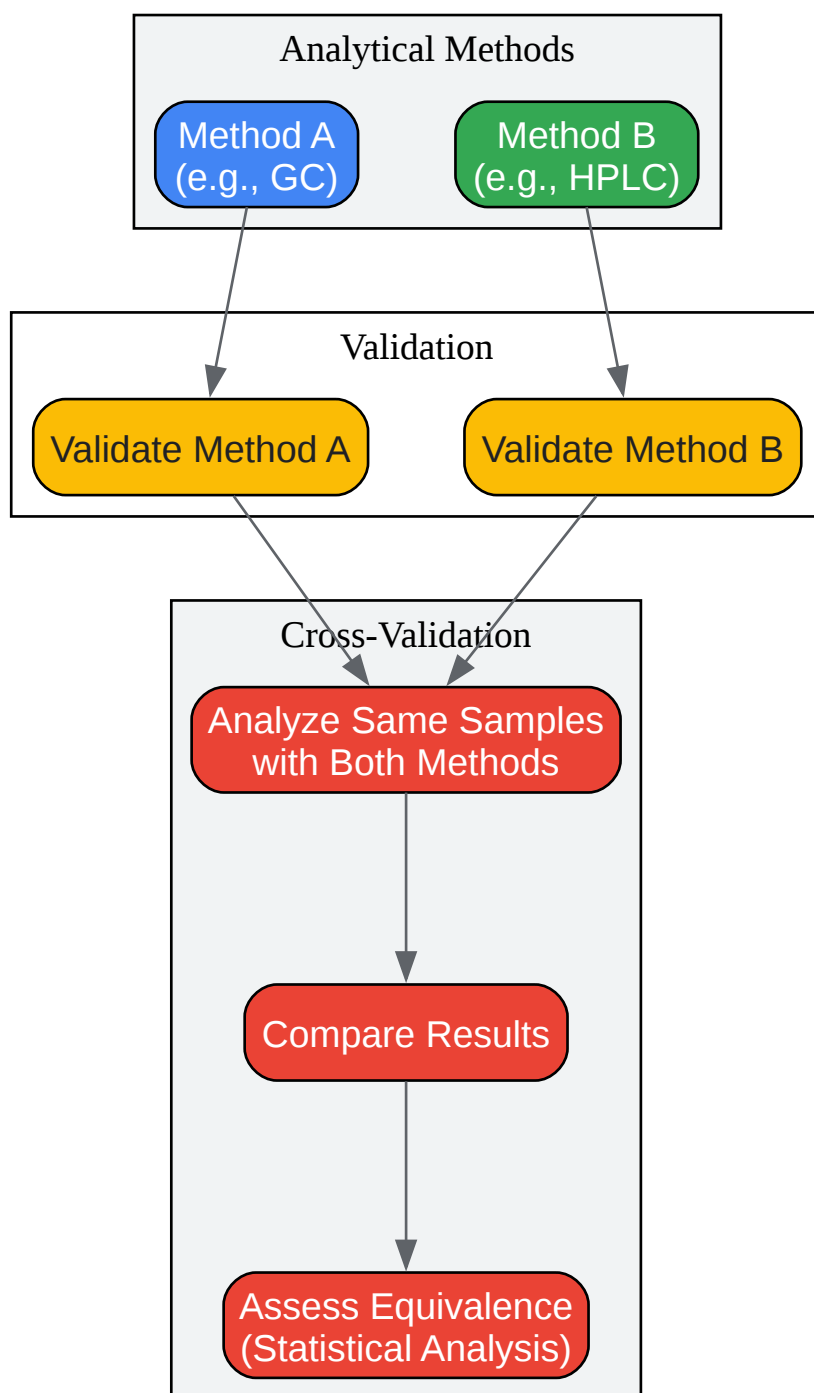 Analytical Methods
Method A
(e.g., GC)
Method B
(e.g., HPLC)
Validation
Validate Method A
Validate Method B
Cross-Validation
Analyze Same Samples
with Both Methods
Compare Results
Assess Equivalence
(Statistical Analysis)